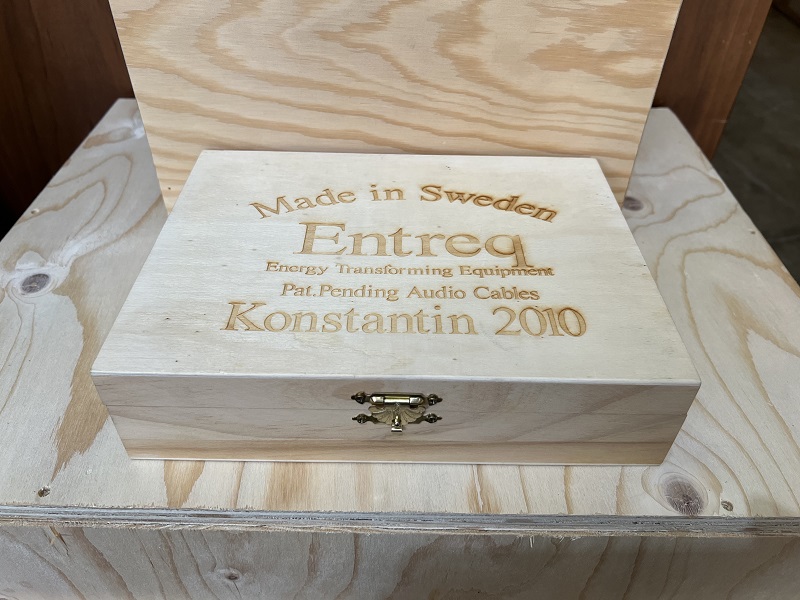 Made in Sweden
Entreq
Energy Transforming Equipment
Pat.Pending Audio Cables
Konstantin 2010